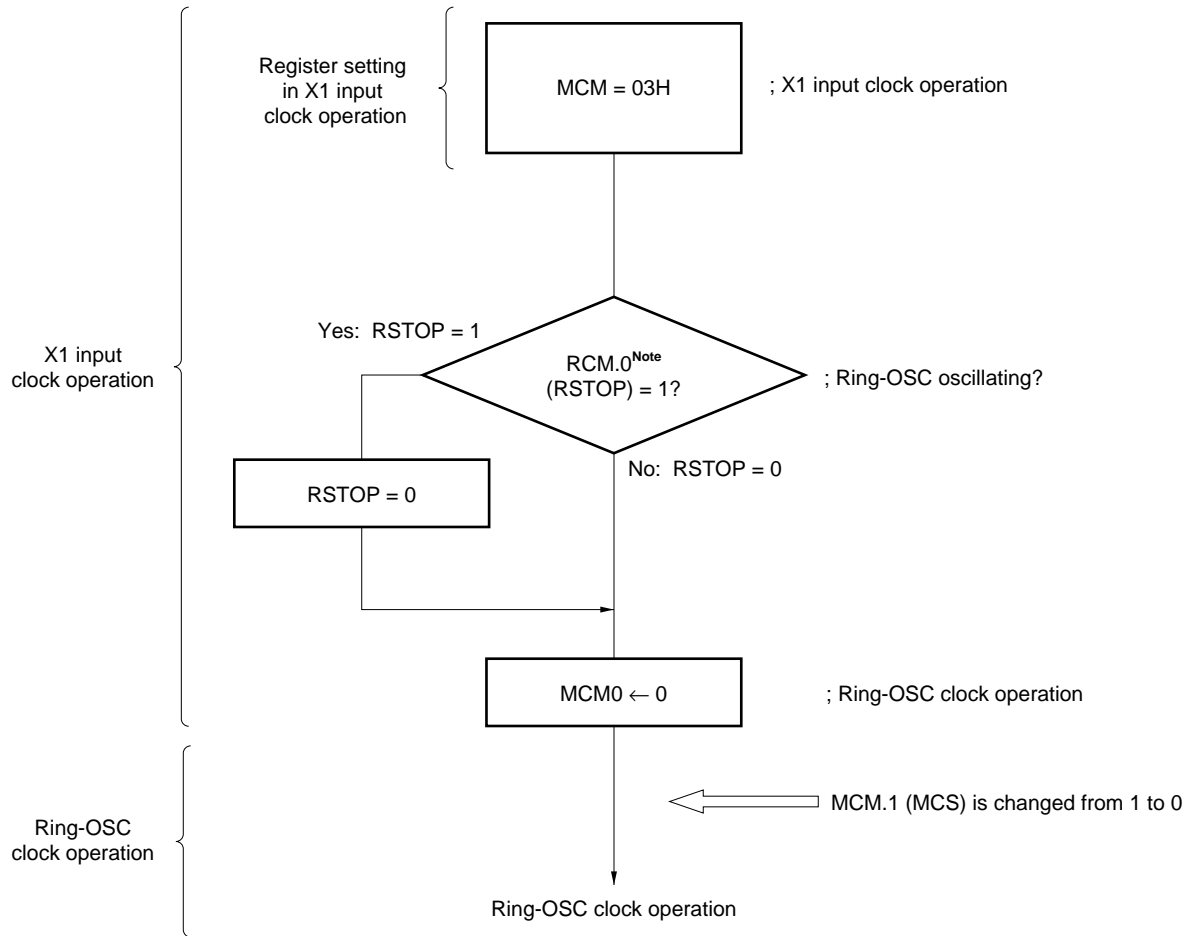 Register setting
in X1 input
clock operation
MCM = 03H
; X1 input clock operation
X1 input
clock operation
Yes: RSTOP = 1
RCM.0Note
(RSTOP) = 1?
; Ring-OSC oscillating?
No: RSTOP = 0
RSTOP = 0
MCM0 ← 0
; Ring-OSC clock operation
MCM.1 (MCS) is changed from 1 to 0
Ring-OSC
clock operation
Ring-OSC clock operation